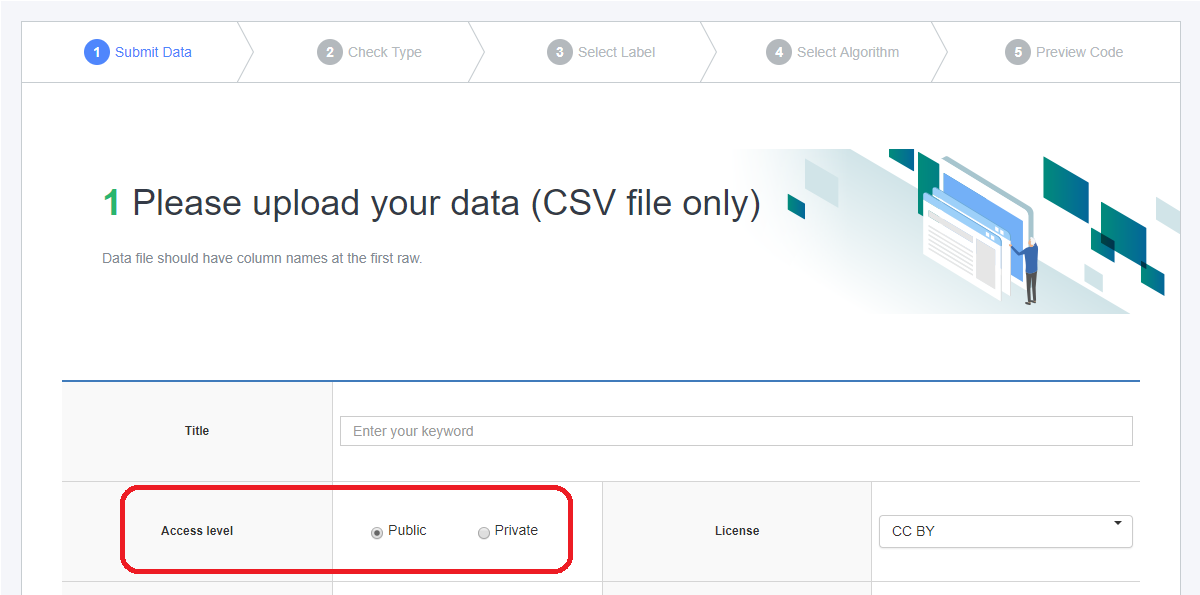 1 Submit Data 2 Check Type 3 Select Label 4 Select Algorithm 5 Preview Code
1 Please upload your data (CSV file only)
Data file should have column names at the first raw.
Title Enter your keyword
Access level Public Private License CC BY